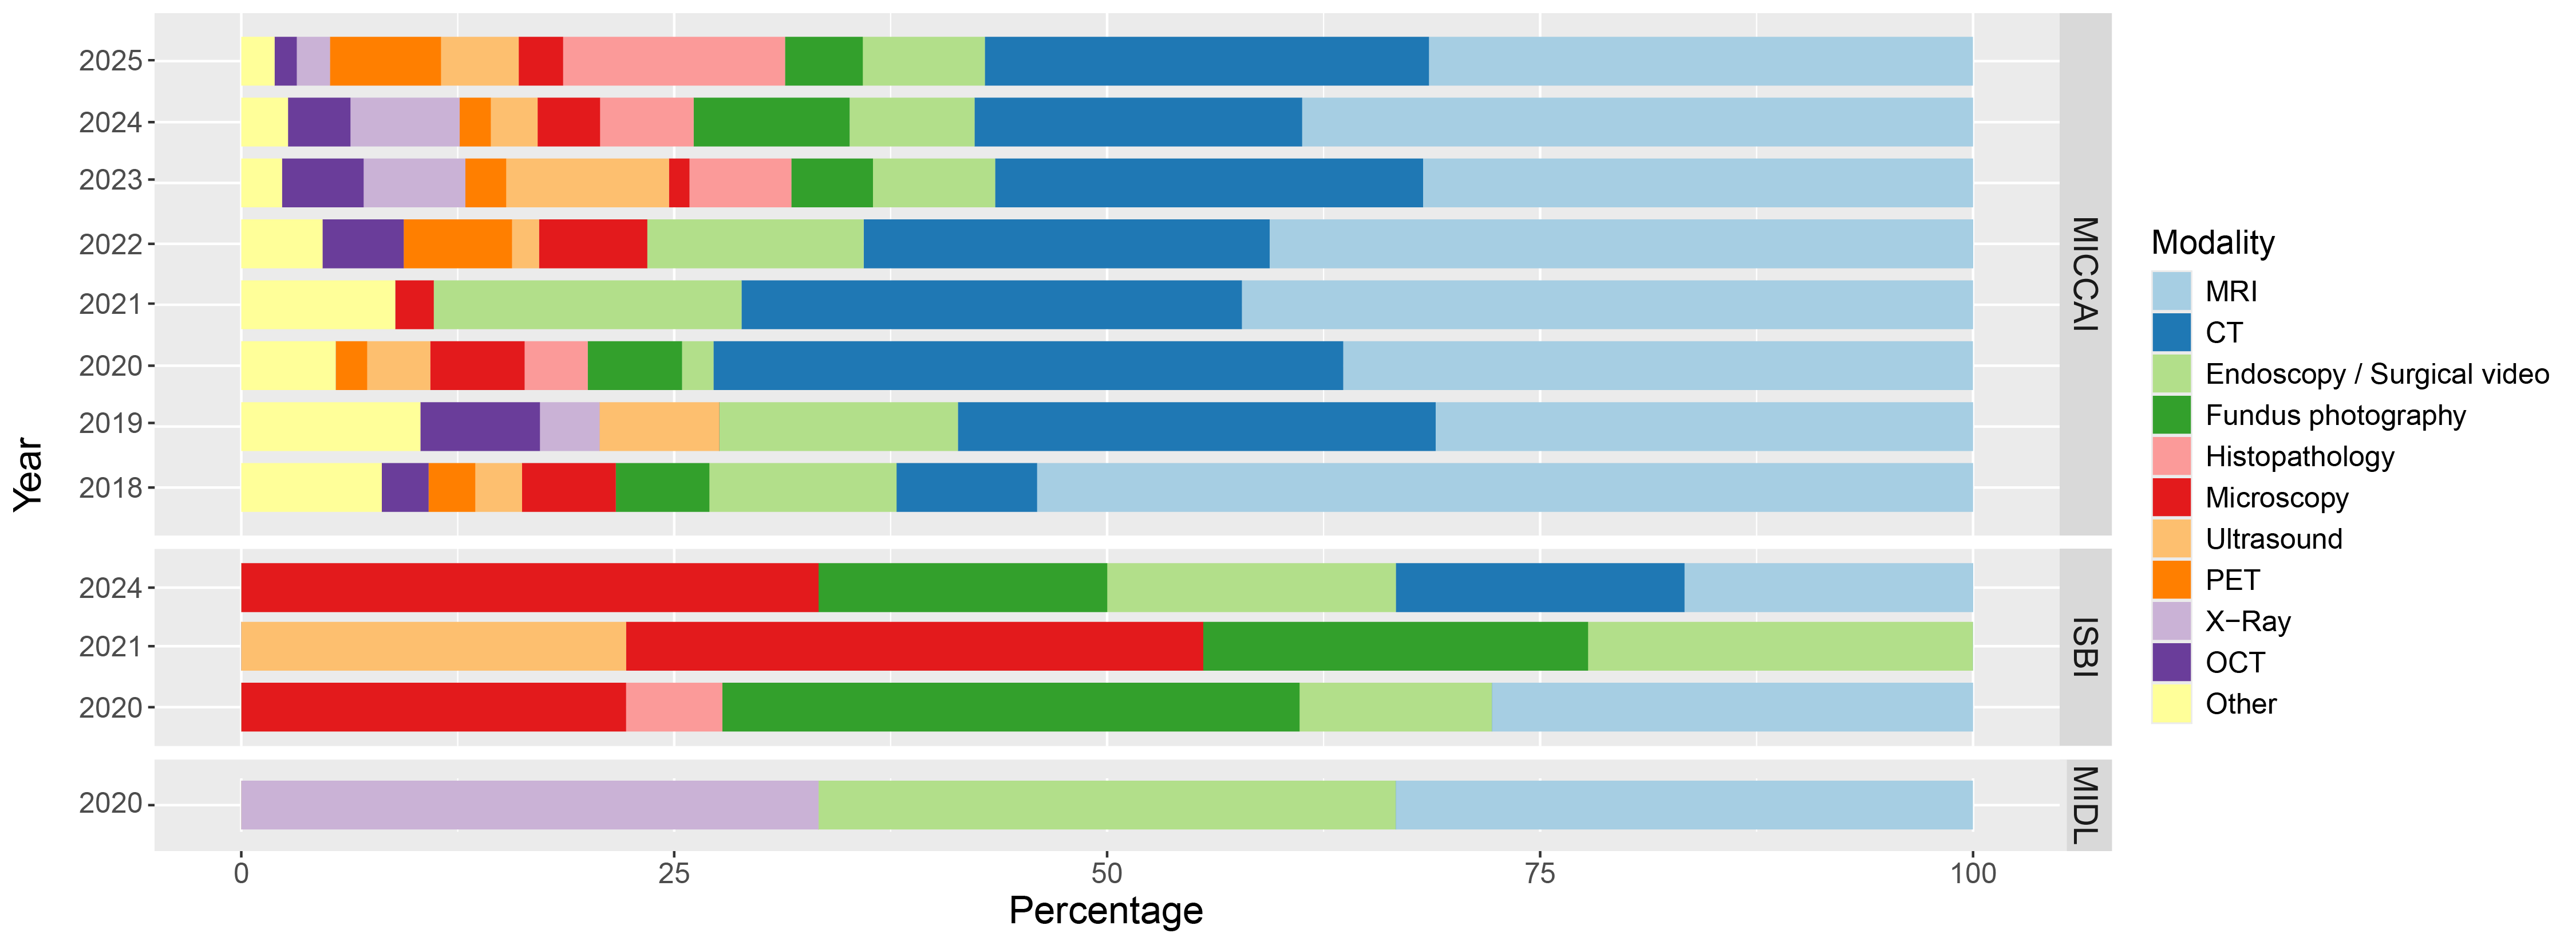 Year
2025
2024
2023
2022
2021
2020
2019
2018
MICCAI
2024
2021
2020
ISBI
2020
MIDL
0 25 50 75 100
Percentage
Modality
MRI
CT
Endoscopy / Surgical video
Fundus photography
Histopathology
Microscopy
Ultrasound
PET
X−Ray
OCT
Other